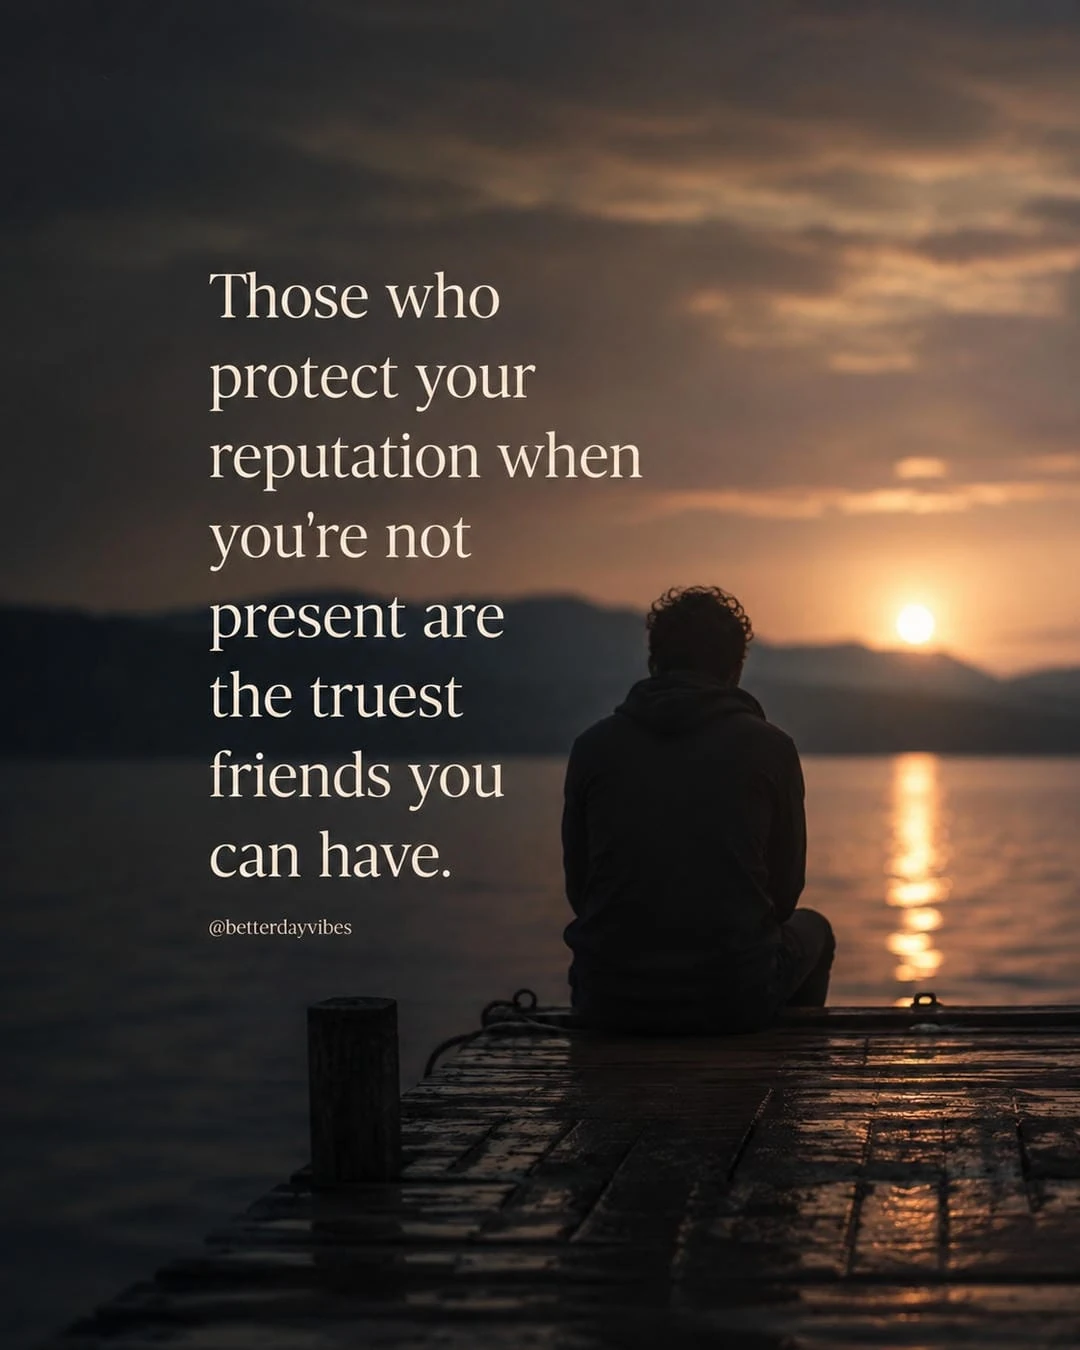 Those who
protect your
reputation when
you're not
present are
the truest
friends you
can have.
@betterdayvibes